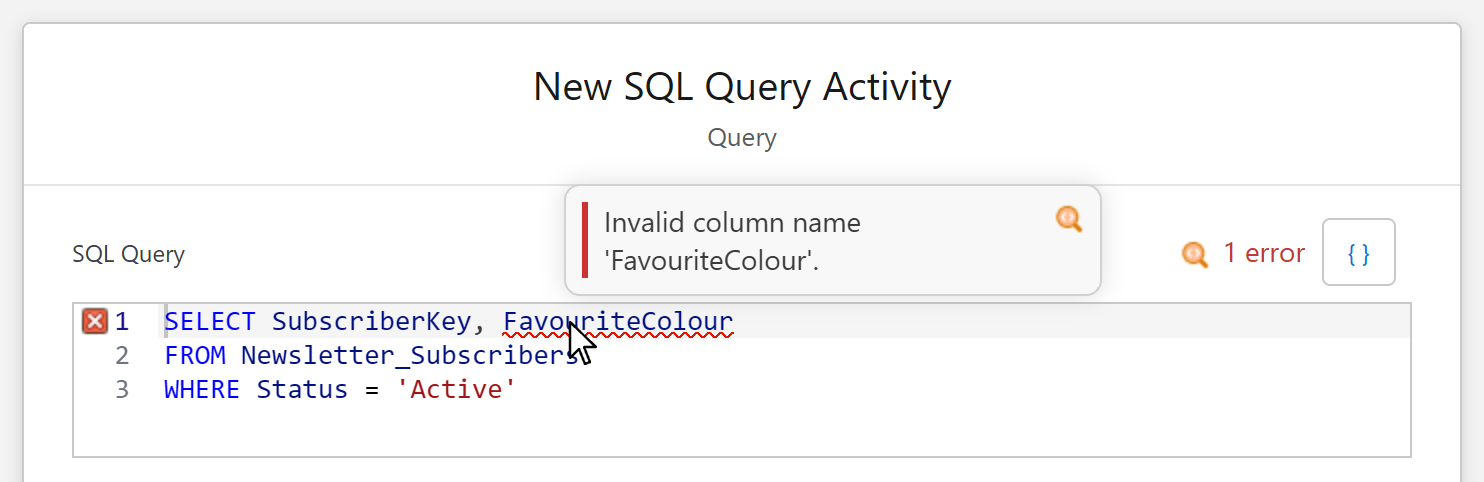 New SQL Query Activity
Query
Invalid column name
'FavouriteColour'.
SQL Query
1 error
{ }
1 SELECT SubscriberKey, FavouriteColour
2 FROM Newsletter_Subscribers
3 WHERE Status = 'Active'